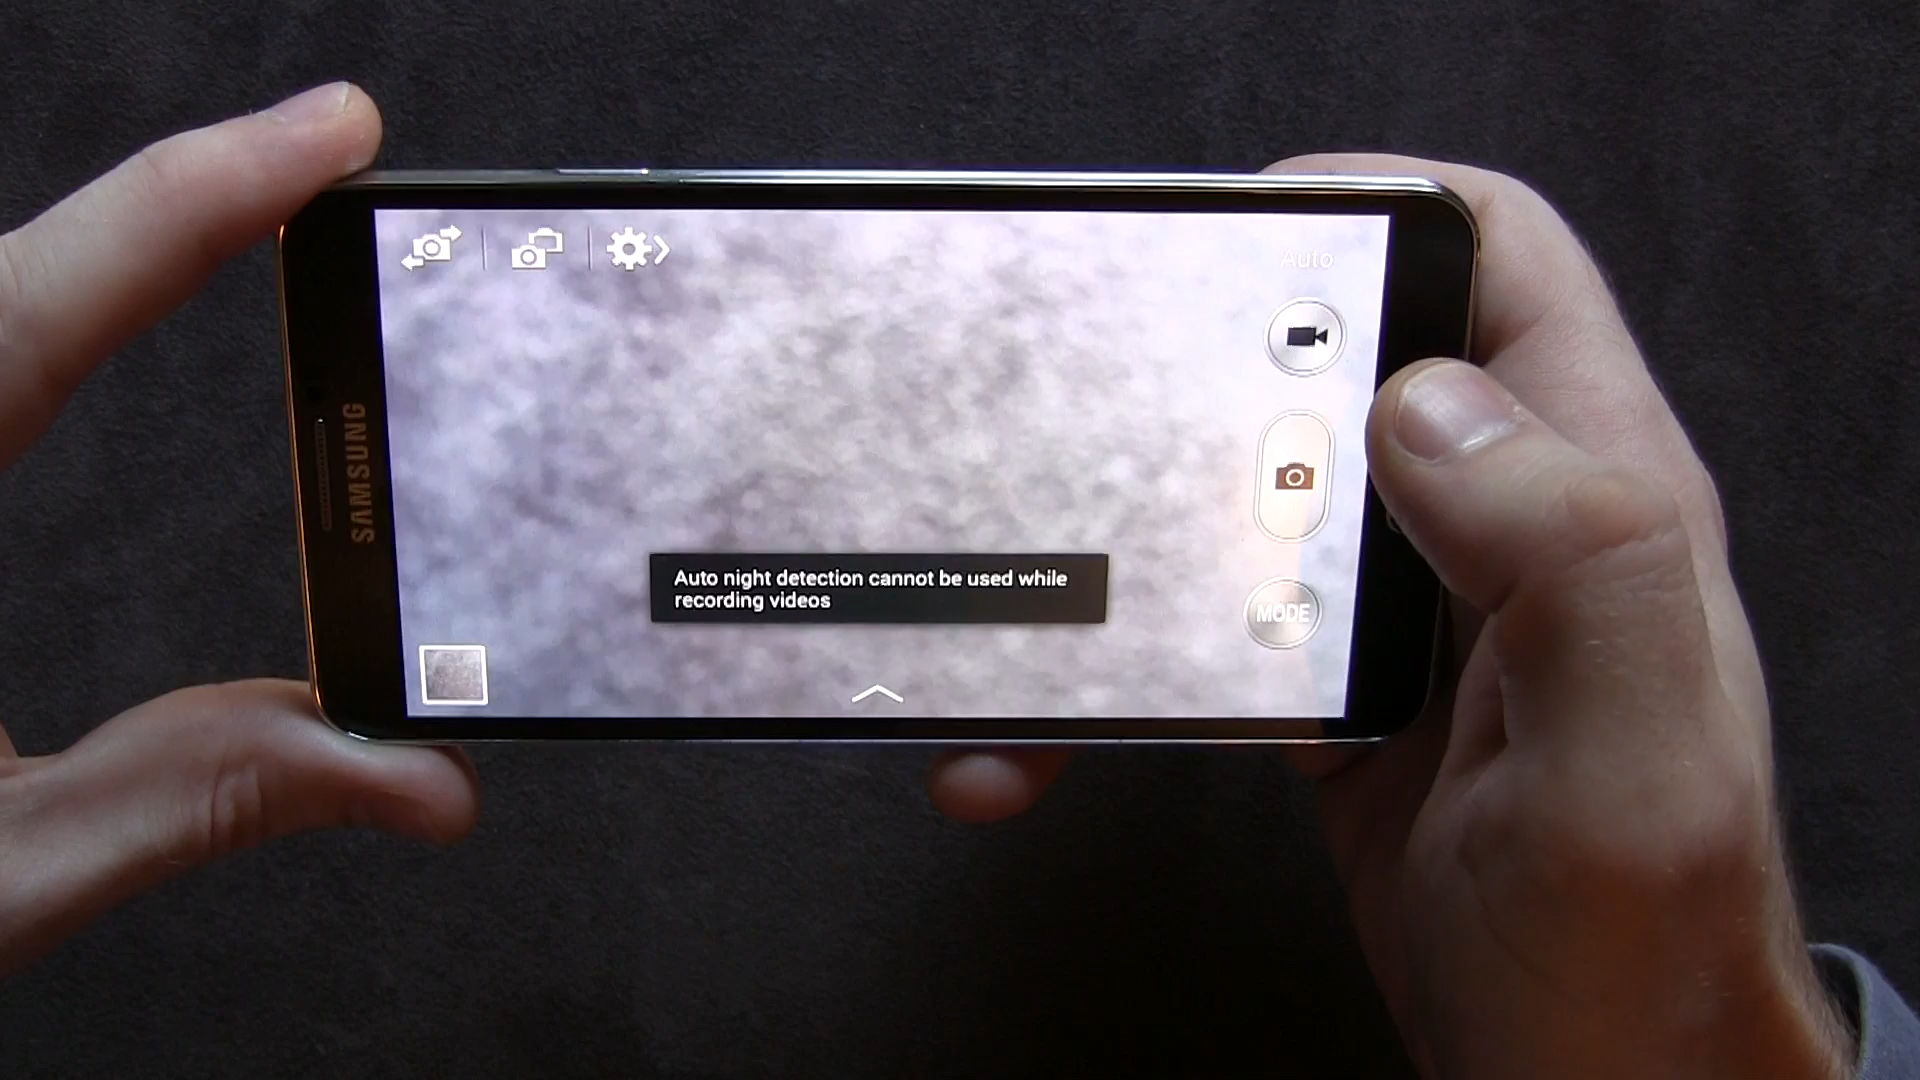 Auto
SAMSUNG
Auto night detection cannot be used while
recording videos
MODE